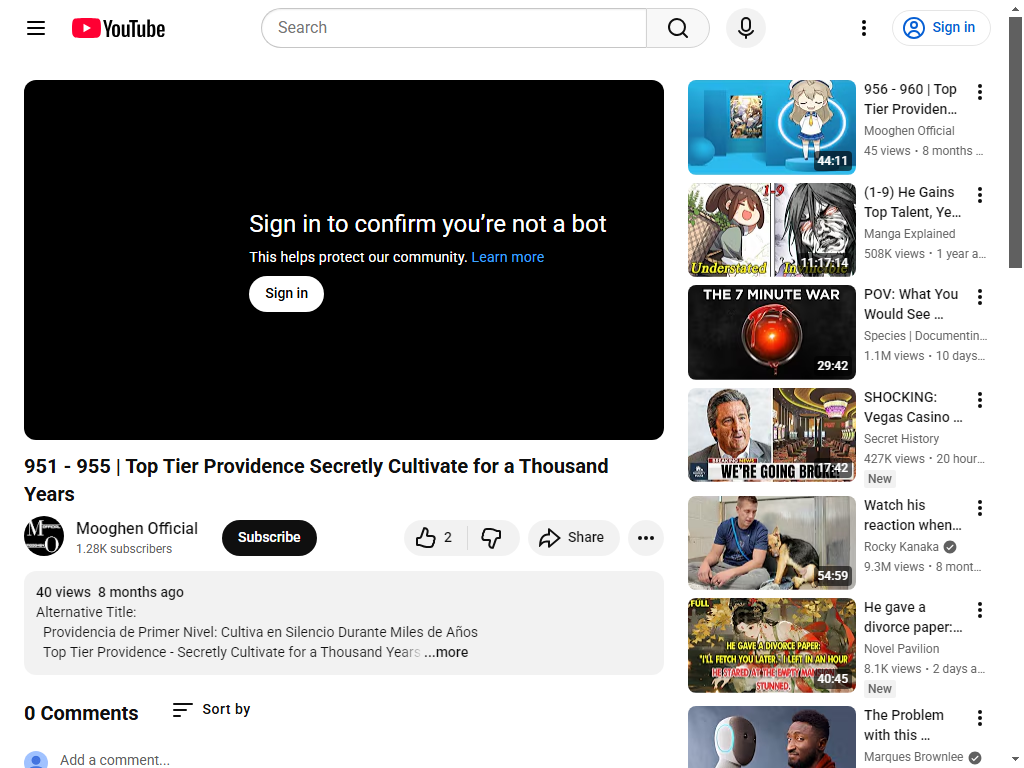 YouTube
Search
Sign in
Sign in to confirm you're not a bot
This helps protect our community. Learn more
Sign in
951 - 955 | Top Tier Providence Secretly Cultivate for a Thousand
Years
Mooghen Official
1.28K subscribers
Subscribe
2
Share
40 views 8 months ago
Alternative Title:
Providencia de Primer Nivel: Cultiva en Silencio Durante Miles de Años
Top Tier Providence - Secretly Cultivate for a Thousand Years ...more
0 Comments
Sort by
Add a comment...
44:11
956 - 960 | Top
Tier Providen...
Mooghen Official
45 views • 8 months ...
1-9
Understated
Invincible
11:17:14
(1-9) He Gains
Top Talent, Ye...
Manga Explained
508K views • 1 year a...
THE 7 MINUTE WAR
29:42
POV: What You
Would See ...
Species | Documentin...
1.1M views • 10 days...
BREAKING NEWS
WE'RE GOING BROKE!
17:42
SHOCKING:
Vegas Casino ...
Secret History
427K views • 20 hour...
New
54:59
Watch his
reaction when...
Rocky Kanaka
9.3M views • 8 mont...
FULL
HE GAVE A DIVORCE PAPER:
"I'LL FETCH YOU LATER." I LEFT IN AN HOUR
HE STARED AT THE EMPTY MANSION,
STUNNED.
40:45
He gave a
divorce paper:...
Novel Pavilion
8.1K views • 2 days a...
New
The Problem
with this ...
Marques Brownlee